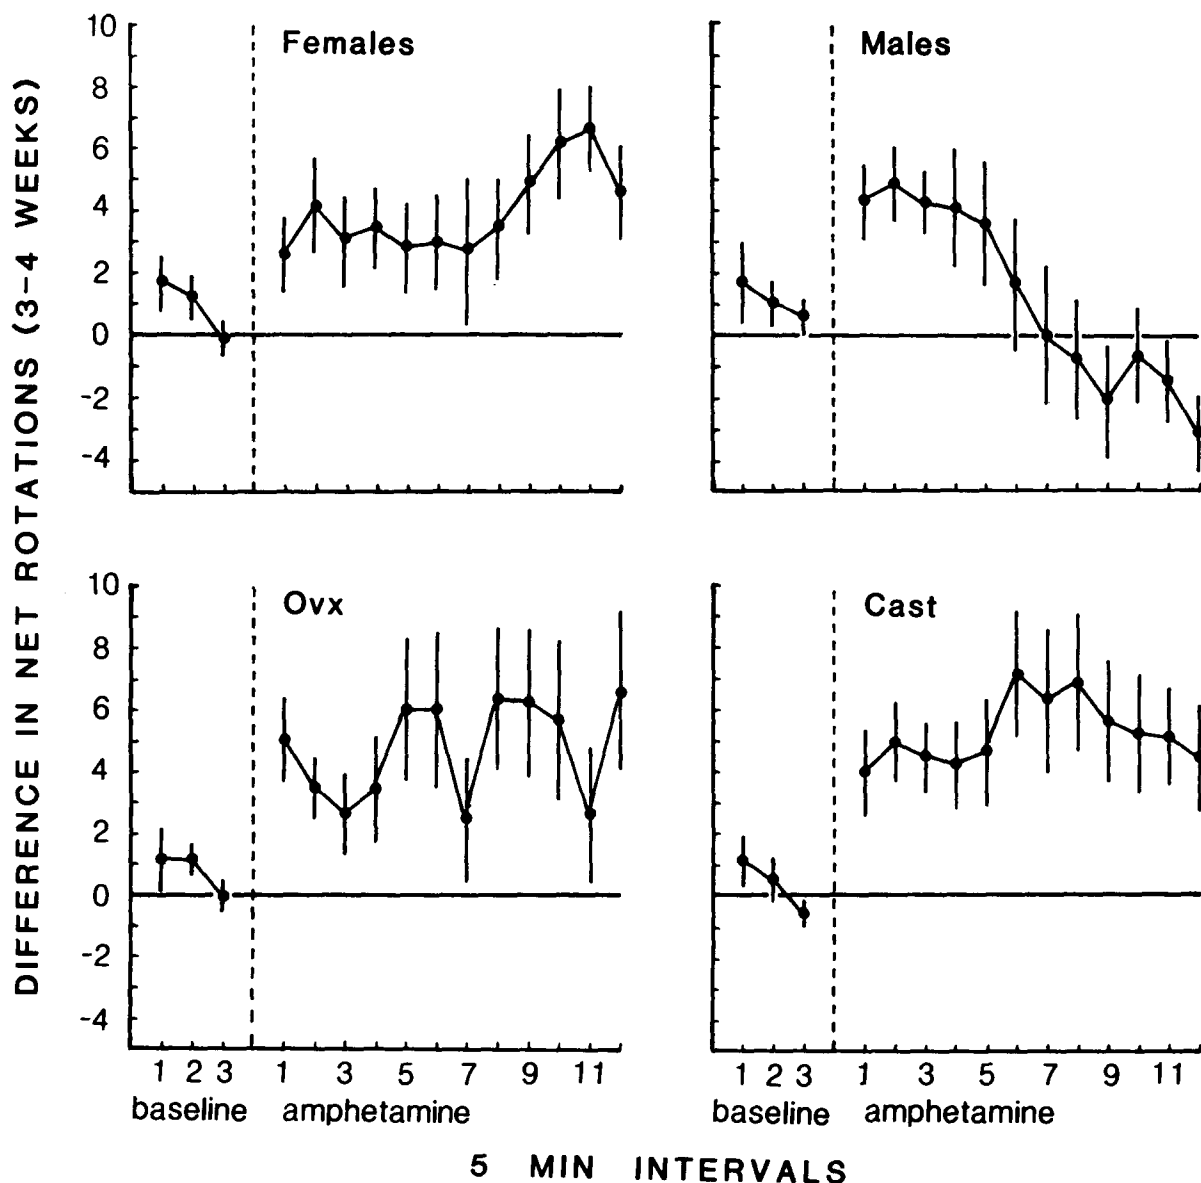 DIFFERENCE IN NET ROTATIONS (3-4 WEEKS)
Females
10
8
6
4
2
0
-2
-4
Males
Ovx
10
8
6
4
2
0
-2
-4
1 2 3 1 3 5 7 9 11
baseline amphetamine
Cast
1 2 3 1 3 5 7 9 11
baseline amphetamine
5 MIN INTERVALS